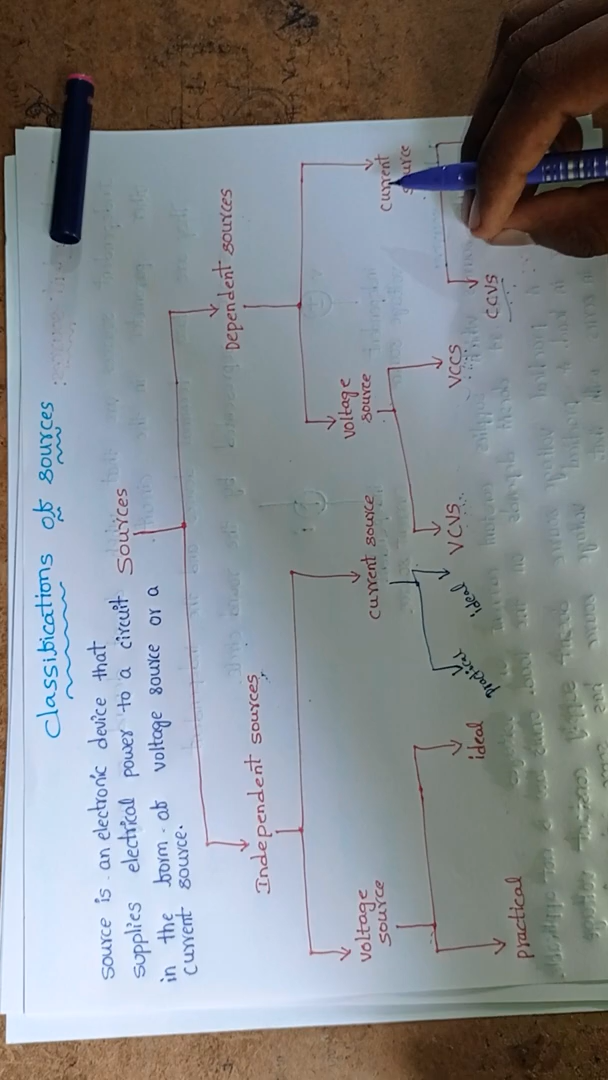 classifications of sources
source is an electronic device that
supplies electrical power to a circuit
in the form of voltage source or a
current source.
Sources
Independent sources
Dependent sources
voltage
source
current source
voltage
source
current
practical
ideal
practical
ideal
VCVS
VCCS
CCVS